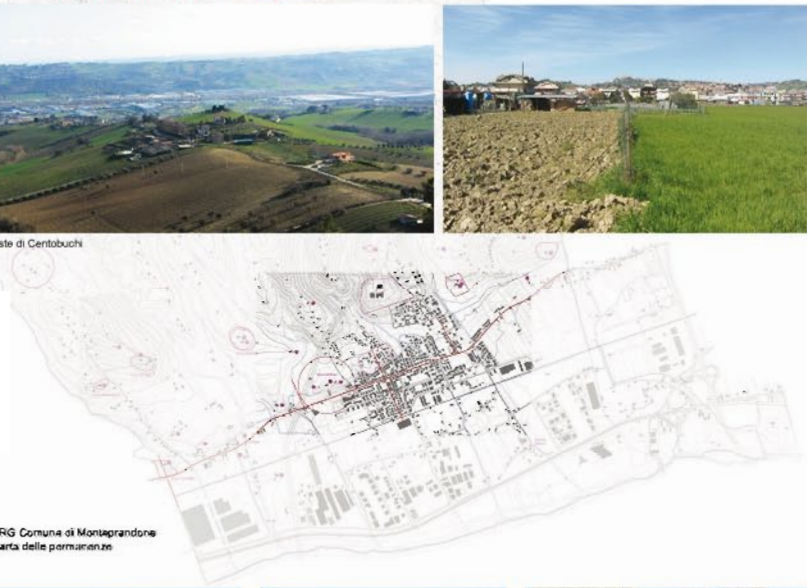 ste di Centobuchi
RG Comune di Monteprandone
arta delle permanenze